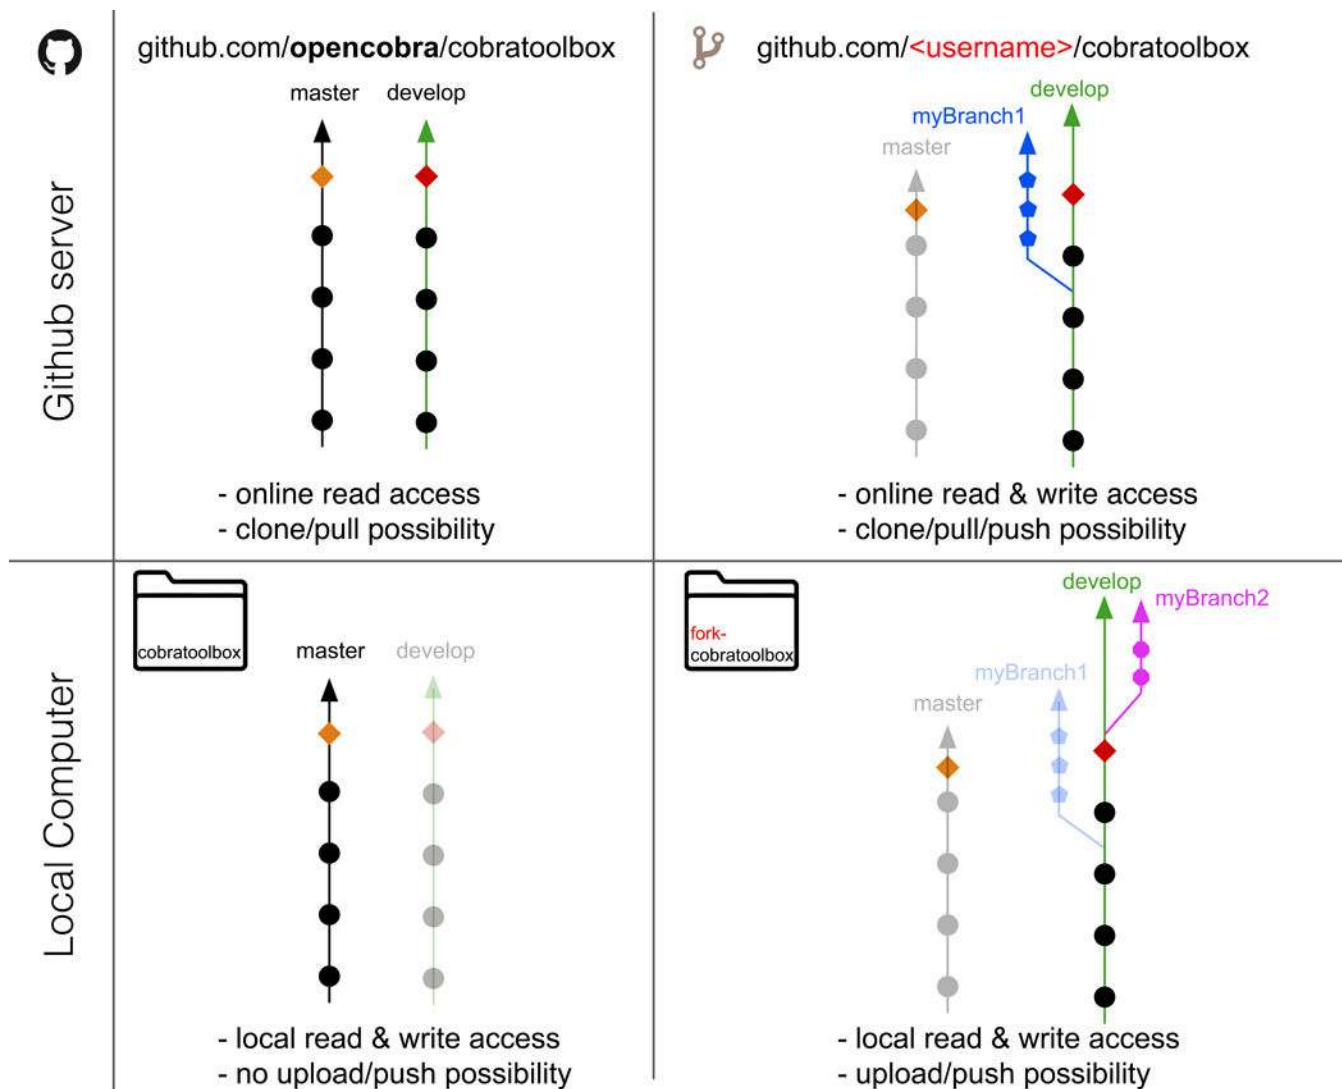 github.com/opencobra/cobratoolbox
master
develop
github.com/<username>/cobratoolbox
develop
myBranch1
master
Github server
- online read access
- clone/pull possibility
- online read & write access
- clone/pull/push possibility
cobratoolbox
master
develop
fork-
cobratoolbox
develop
myBranch2
myBranch1
master
Local Computer
- local read & write access
- no upload/push possibility
- local read & write access
- upload/push possibility